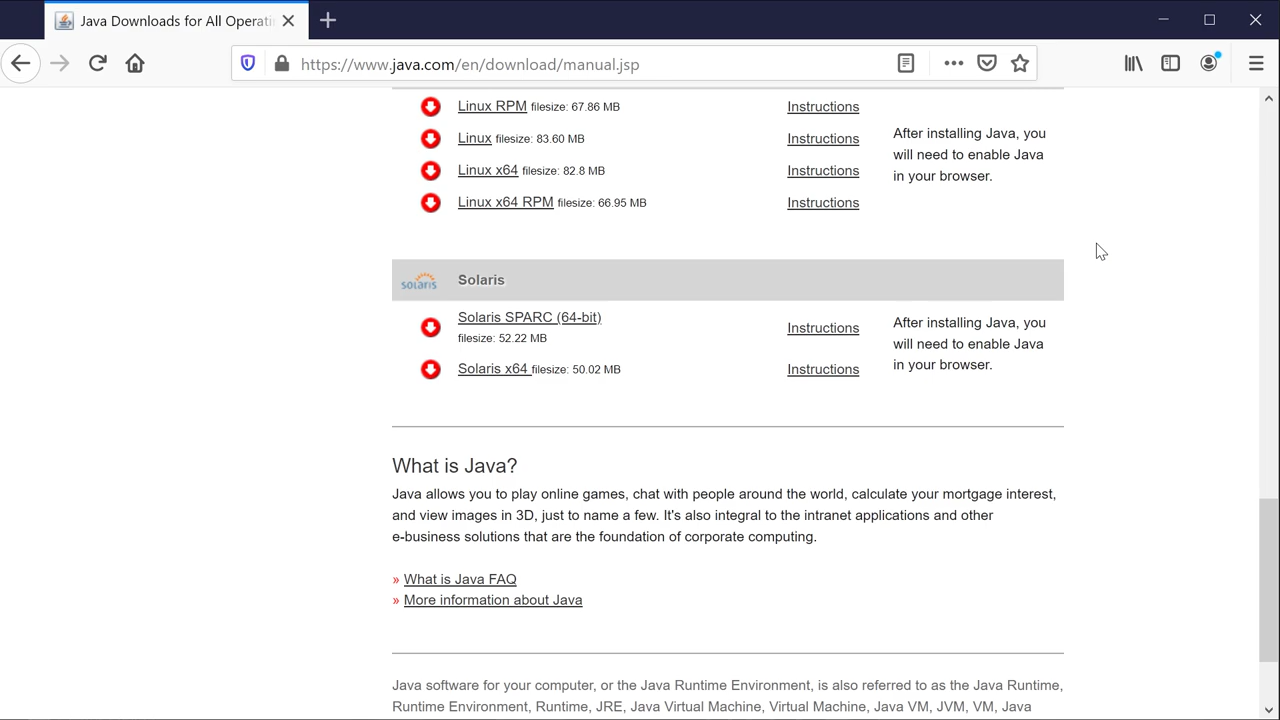 Java Downloads for All Operati
https://www.java.com/en/download/manual.jsp
Linux RPM filesize: 67.86 MB Instructions
Linux filesize: 83.60 MB Instructions
Linux x64 filesize: 82.8 MB Instructions
Linux x64 RPM filesize: 66.95 MB Instructions
After installing Java, you
will need to enable Java
in your browser.
solaris Solaris
Solaris SPARC (64-bit)
filesize: 52.22 MB Instructions
Solaris x64 filesize: 50.02 MB Instructions
After installing Java, you
will need to enable Java
in your browser.
What is Java?
Java allows you to play online games, chat with people around the world, calculate your mortgage interest,
and view images in 3D, just to name a few. It's also integral to the intranet applications and other
e-business solutions that are the foundation of corporate computing.
» What is Java FAQ
» More information about Java
Java software for your computer, or the Java Runtime Environment, is also referred to as the Java Runtime,
Runtime Environment, Runtime, JRE, Java Virtual Machine, Virtual Machine, Java VM, JVM, VM, Java